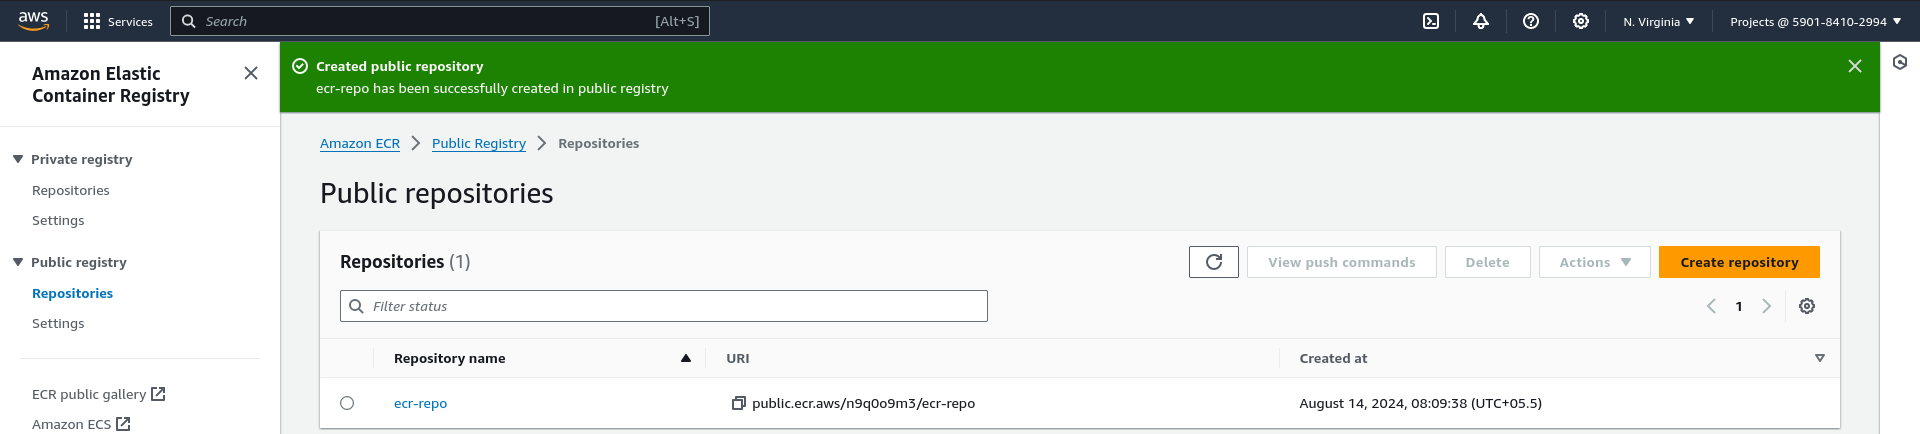 aws
Services
Search [Alt+S]
N. Virginia
Projects @ 5901-8410-2994
Amazon Elastic
Container Registry
Private registry
Repositories
Settings
Public registry
Repositories
Settings
ECR public gallery
Amazon ECS
Created public repository
ecr-repo has been successfully created in public registry
Amazon ECR > Public Registry > Repositories
Public repositories
Repositories (1)
View push commands
Delete
Actions
Create repository
Filter status
1
Repository name URI Created at
ecr-repo public.ecr.aws/n9q0o9m3/ecr-repo August 14, 2024, 08:09:38 (UTC+05.5)